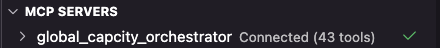 MCP SERVERS
global_capcity_orchestrator Connected (43 tools)